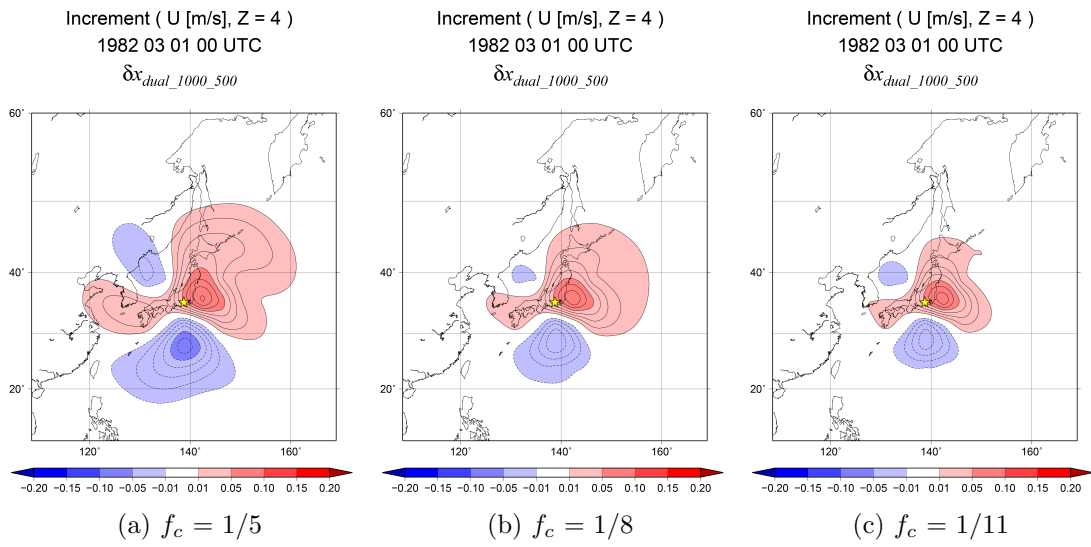 Increment ( U [m/s], Z = 4 )
1982 03 01 00 UTC
δx_dual_1000_500
60˚
40˚
20˚
120˚ 140˚ 160˚
−0.20 −0.15 −0.10 −0.05 −0.01 0.01 0.05 0.10 0.15 0.20
(a) f_c = 1/5
Increment ( U [m/s], Z = 4 )
1982 03 01 00 UTC
δx_dual_1000_500
60˚
40˚
20˚
120˚ 140˚ 160˚
−0.20 −0.15 −0.10 −0.05 −0.01 0.01 0.05 0.10 0.15 0.20
(b) f_c = 1/8
Increment ( U [m/s], Z = 4 )
1982 03 01 00 UTC
δx_dual_1000_500
60˚
40˚
20˚
120˚ 140˚ 160˚
−0.20 −0.15 −0.10 −0.05 −0.01 0.01 0.05 0.10 0.15 0.20
(c) f_c = 1/11